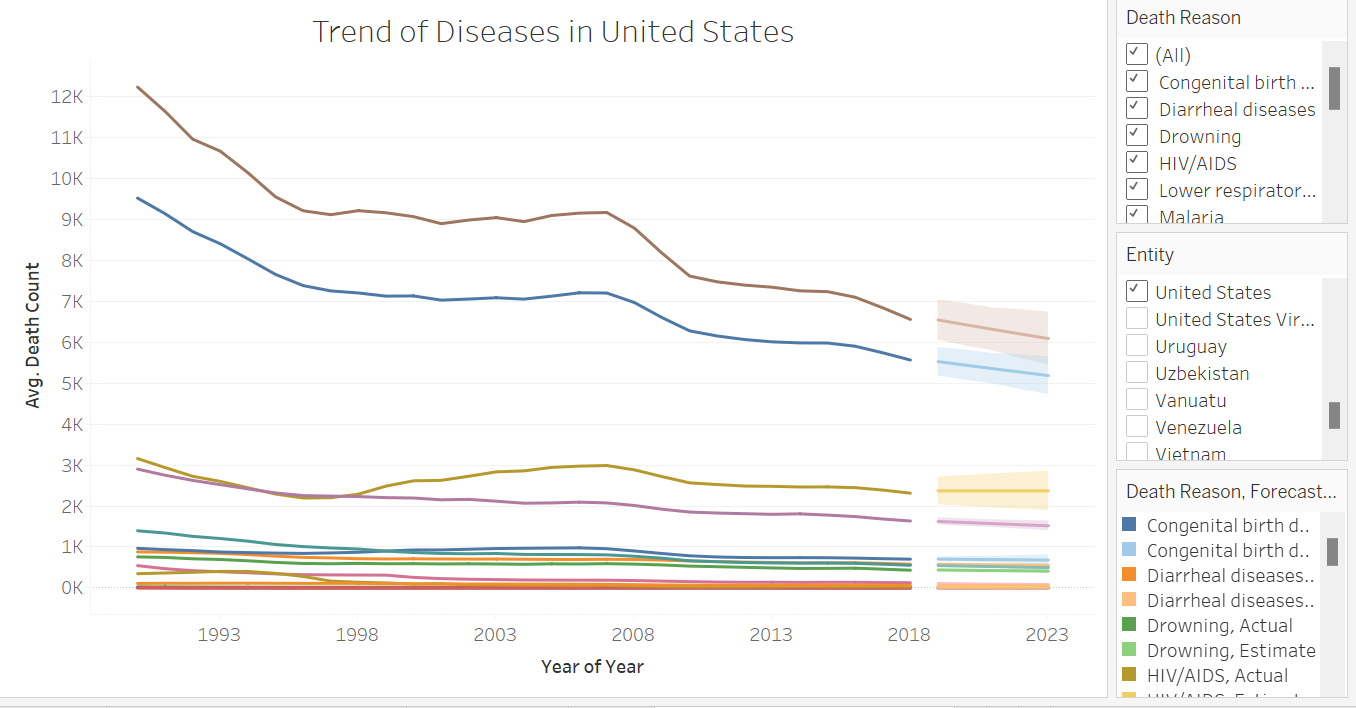 Trend of Diseases in United States
12K
11K
10K
9K
8K
7K
6K
5K
4K
3K
2K
1K
0K
Avg. Death Count
1993
1998
2003
2008
2013
2018
2023
Year of Year
Death Reason
(All)
Congenital birth ...
Diarrheal diseases
Drowning
HIV/AIDS
Lower respirator...
Malaria
Entity
United States
United States Vir...
Uruguay
Uzbekistan
Vanuatu
Venezuela
Vietnam
Death Reason, Forecast...
Congenital birth d..
Congenital birth d..
Diarrheal diseases..
Diarrheal diseases..
Drowning, Actual
Drowning, Estimate
HIV/AIDS, Actual